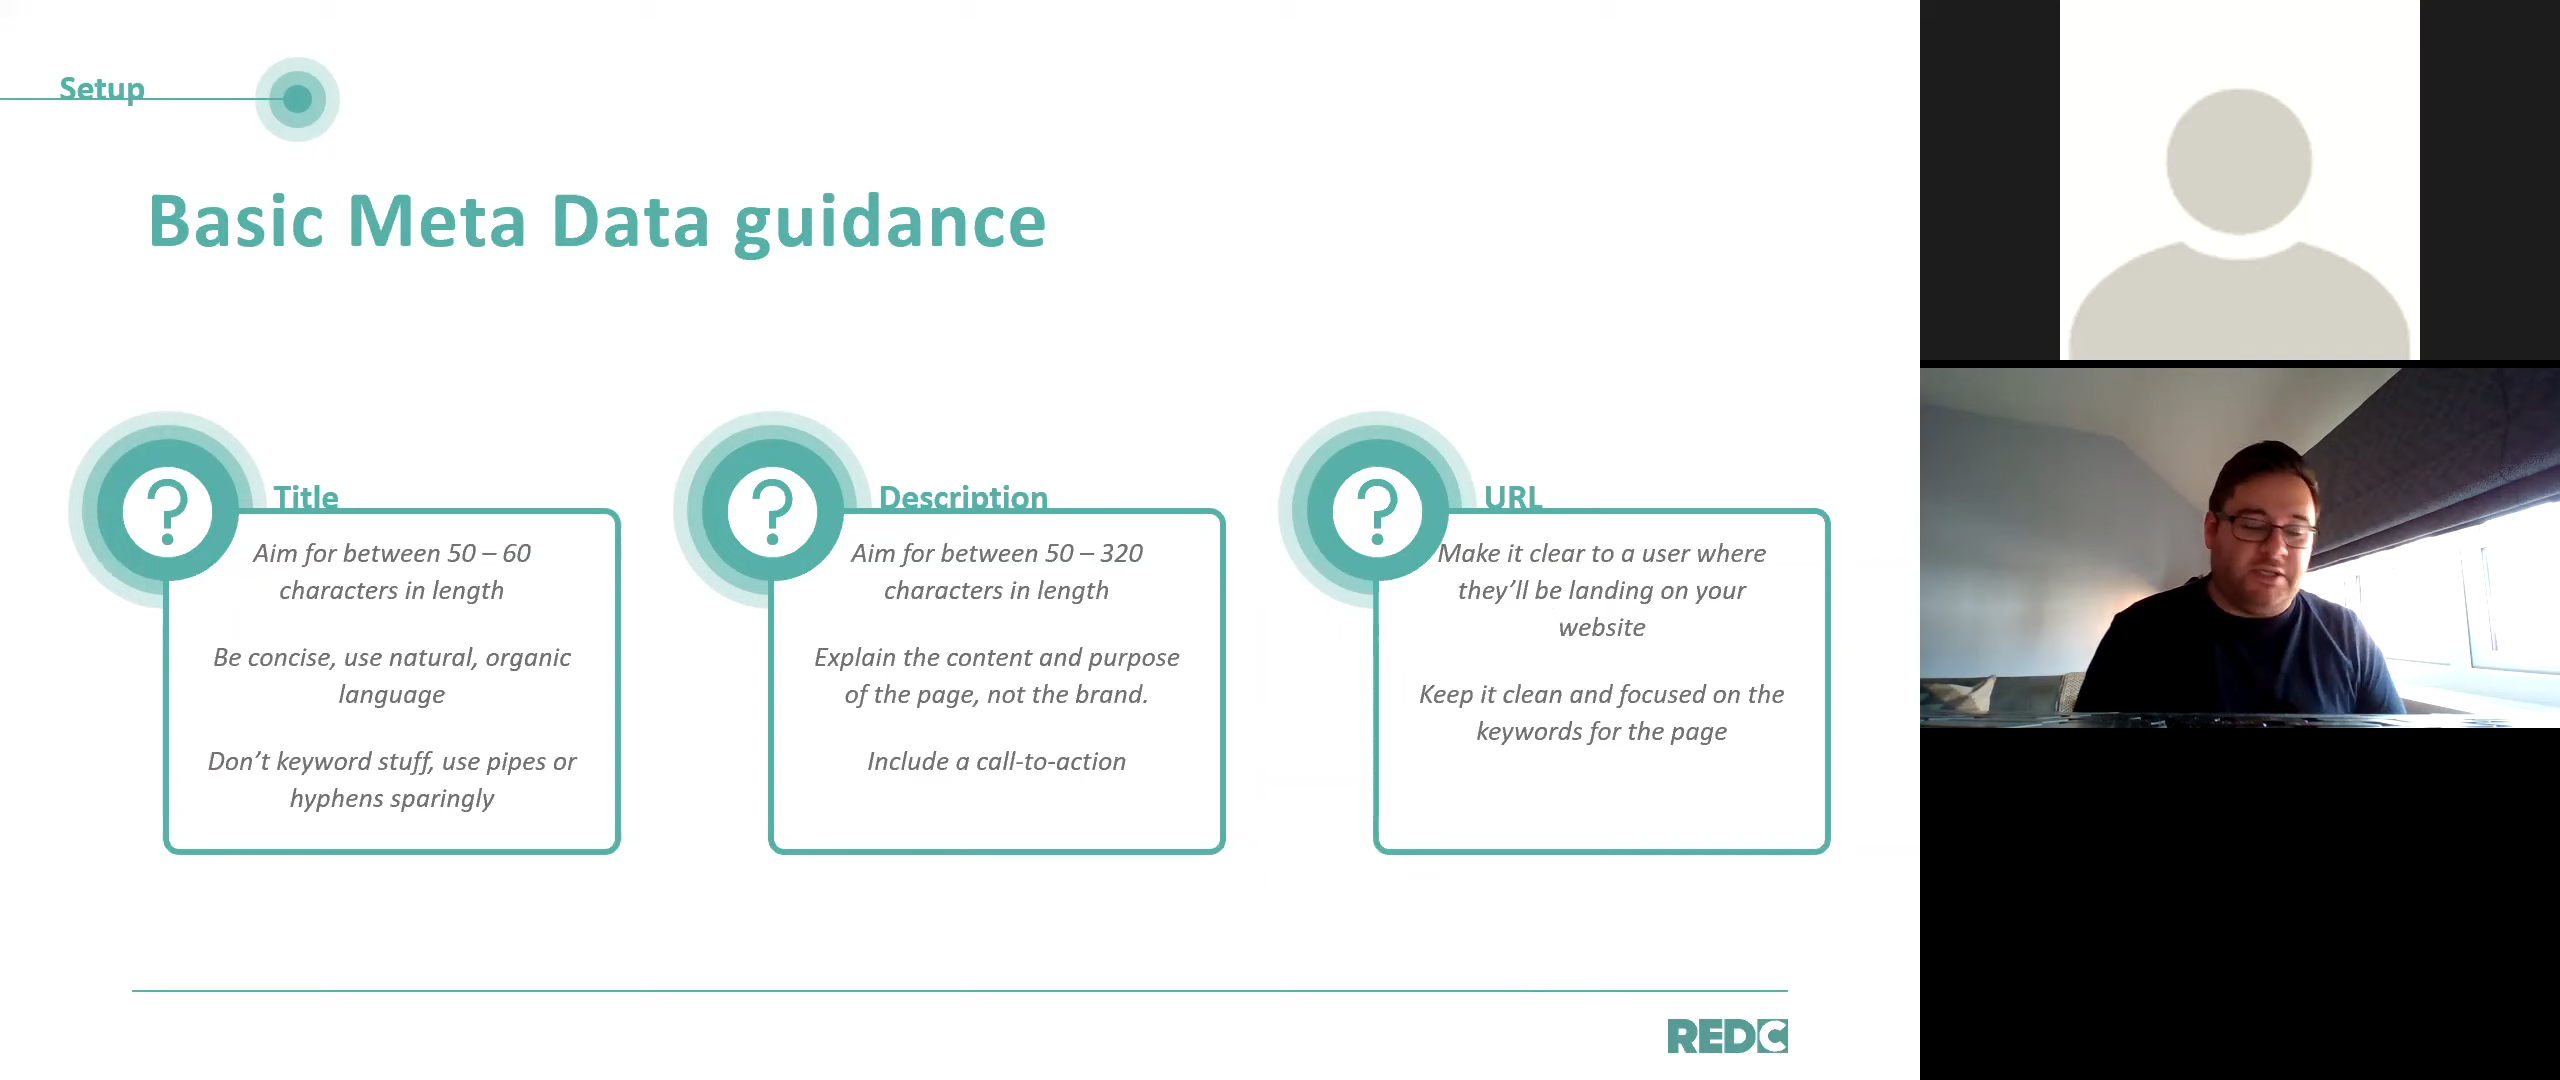 Setup
Basic Meta Data guidance
Title
Aim for between 50 – 60
characters in length
Be concise, use natural, organic
language
Don’t keyword stuff, use pipes or
hyphens sparingly
Description
Aim for between 50 – 320
characters in length
Explain the content and purpose
of the page, not the brand.
Include a call-to-action
URL
Make it clear to a user where
they’ll be landing on your
website
Keep it clean and focused on the
keywords for the page
REDC